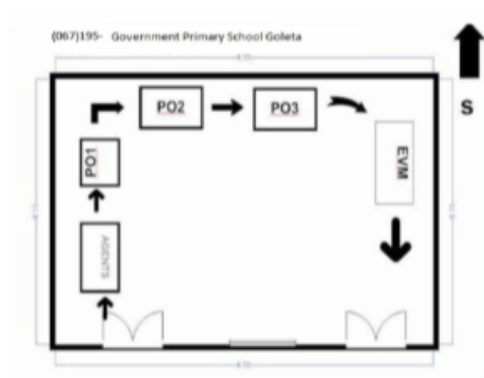 (067)195- Government Primary School Goleta
S
PO2
PO3
PO1
EVM
AGENTS